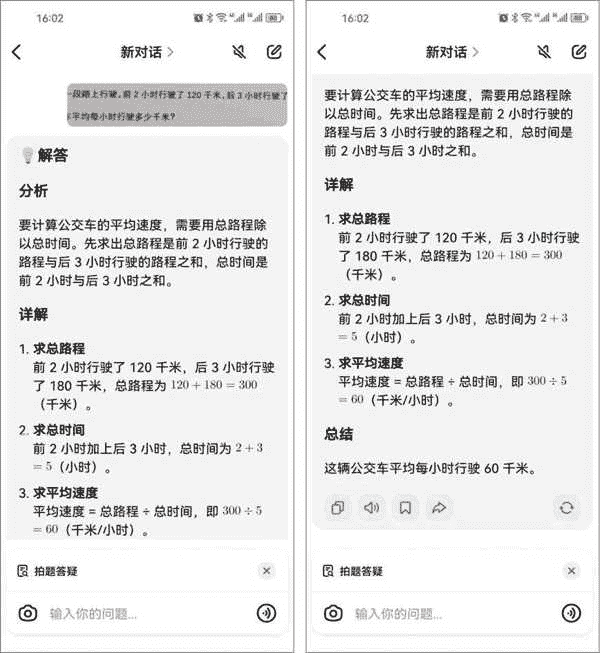 16:02
新对话
一段路上行驶,前 2 小时行驶了 120 千米,后 3 小时行驶了
平均每小时行驶多少千米?
解答
分析
要计算公交车的平均速度，需要用总路程除
以总时间。先求出总路程是前 2 小时行驶的
路程与后 3 小时行驶的路程之和，总时间是
前 2 小时与后 3 小时之和。
详解
1. 求总路程
前 2 小时行驶了 120 千米，后 3 小时行驶
了 180 千米，总路程为 120 + 180 = 300
（千米）。
2. 求总时间
前 2 小时加上后 3 小时，总时间为 2 + 3
= 5（小时）。
3. 求平均速度
平均速度 = 总路程 ÷ 总时间，即 300 ÷ 5
= 60（千米/小时）。
拍题答疑
输入你的问题...
16:02
新对话
要计算公交车的平均速度，需要用总路程除
以总时间。先求出总路程是前 2 小时行驶的
路程与后 3 小时行驶的路程之和，总时间是
前 2 小时与后 3 小时之和。
详解
1. 求总路程
前 2 小时行驶了 120 千米，后 3 小时行驶
了 180 千米，总路程为 120 + 180 = 300
（千米）。
2. 求总时间
前 2 小时加上后 3 小时，总时间为 2 + 3
= 5（小时）。
3. 求平均速度
平均速度 = 总路程 ÷ 总时间，即 300 ÷ 5
= 60（千米/小时）。
总结
这辆公交车平均每小时行驶 60 千米。
拍题答疑
输入你的问题...